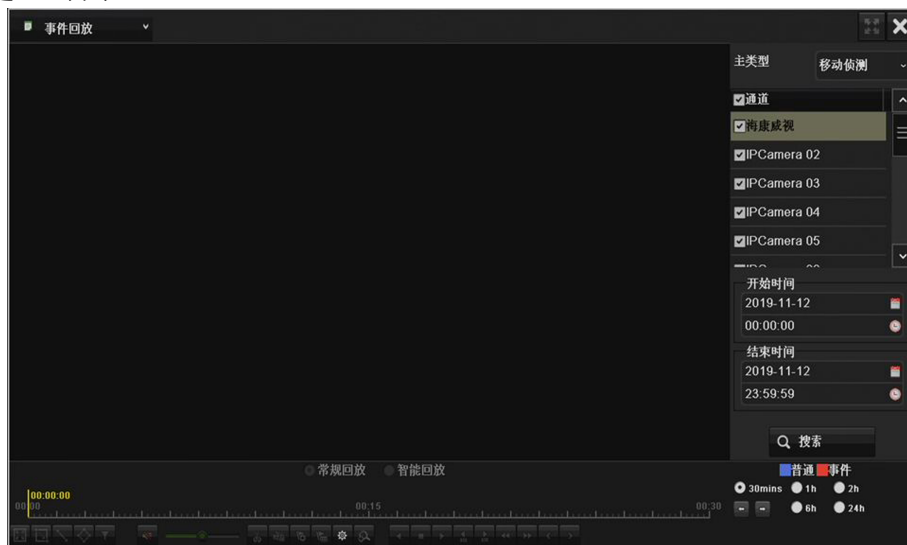 事件回放
主类型 移动侦测
通道
海康威视
IPCamera 02
IPCamera 03
IPCamera 04
IPCamera 05
开始时间
2019-11-12
00:00:00
结束时间
2019-11-12
23:59:59
搜索
常规回放 智能回放
普通 事件
00:00:00
00:00 00:15 00:30
30mins 1h 2h
6h 24h